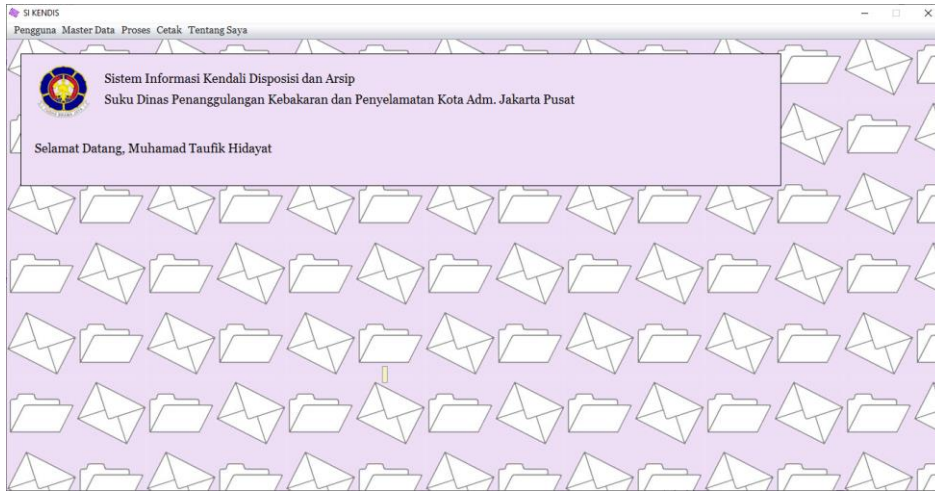 SI KENDIS
Pengguna Master Data Proses Cetak Tentang Saya
Sistem Informasi Kendali Disposisi dan Arsip
Suku Dinas Penanggulangan Kebakaran dan Penyelamatan Kota Adm. Jakarta Pusat
Selamat Datang, Muhamad Taufik Hidayat